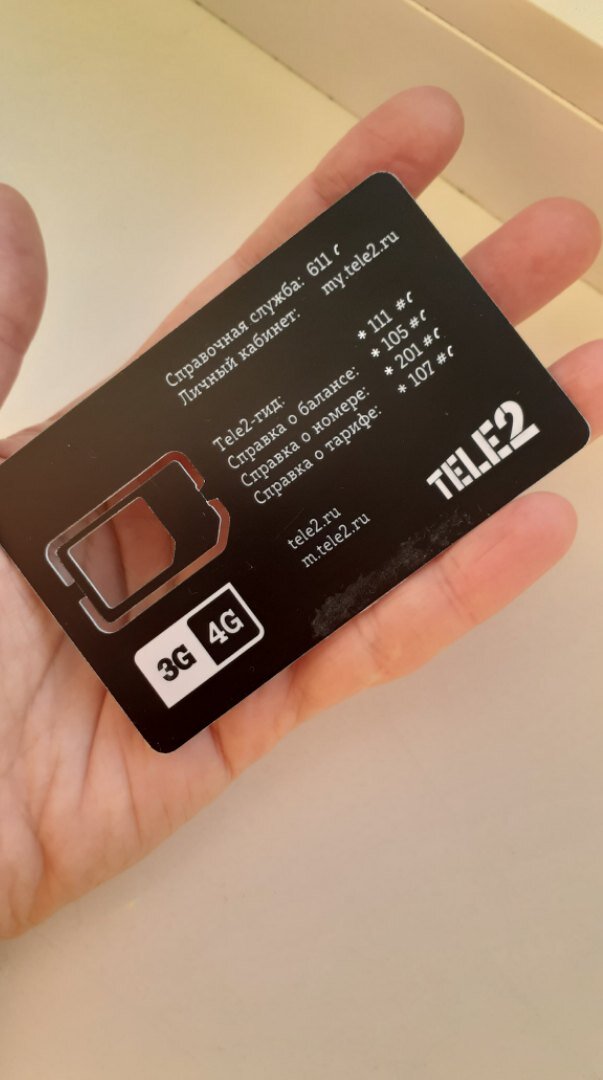 Справочная служба: 611
Личный кабинет: my.tele2.ru
Tele2-гид: * 111 #
Справка о балансе: * 105 #
Справка о номере: * 201 #
Справка о тарифе: * 107 #
tele2.ru
m.tele2.ru
TELE2
3G 4G